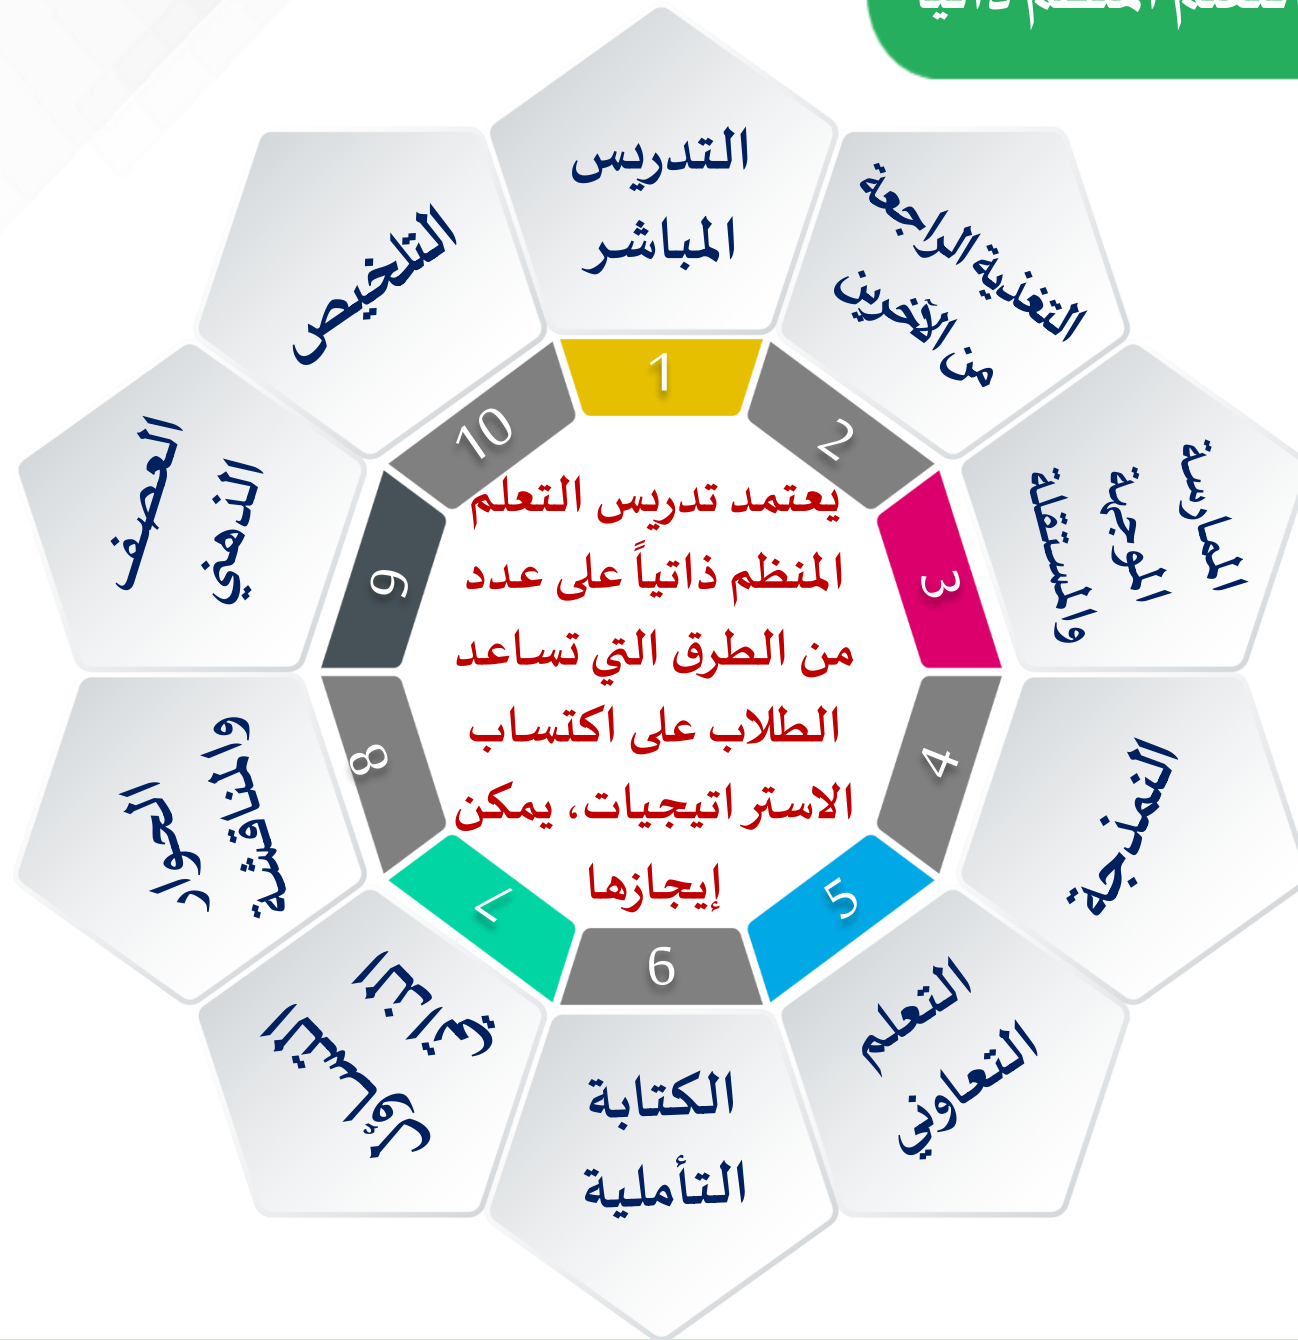 التدريس
المباشر
1
التغذية الراجعة
من الآخرين
2
الممارسة
الموجهة
والمستقلة
3
النمذجة
4
التعلم
التعاوني
5
الكتابة
التأملية
6
التساؤل
الذاتي
7
الحوار
والمناقشة
8
العصف
الذهني
9
التلخيص
10
يعتمد تدريس التعلم
المنظم ذاتياً على عدد
من الطرق التي تساعد
الطلاب على اكتساب
الاستراتيجيات، يمكن
إيجازها